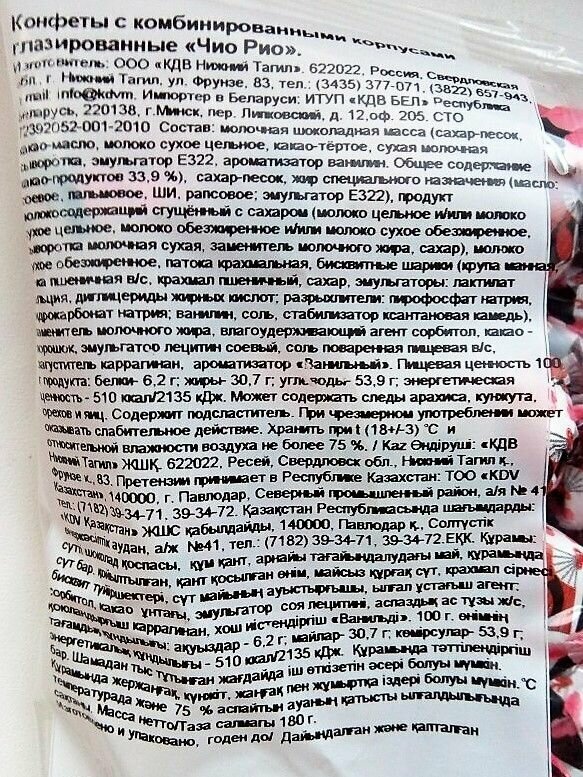 Конфеты с комбинированными корпусами
глазированные «Чио Рио».
Изготовитель: ООО «КДВ Нижний Тагил». 622022, Россия, Свердловская
обл., г. Нижний Тагил, ул. Фрунзе, 83, тел.: (3435) 377-071, (3822) 657-943,
mail: info@kdvm. Импортер в Беларуси: ИТУП «КДВ БЕЛ» Республика
Беларусь, 220138, г.Минск, пер. Липковский, д. 12,оф. 205. СТО
72392052-001-2010 Состав: молочная шоколадная масса (сахар-песок,
какао-масло, молоко сухое цельное, какао-тёртое, сухая молочная
сыворотка, эмульгатор Е322, ароматизатор ванилин. Общее содержание
какао-продуктов 33,9 %), сахар-песок, жир специального назначения (масло:
соевое, пальмовое, ШИ, рапсовое; эмульгатор Е322), продукт
молокосодержащий сгущённый с сахаром (молоко цельное и/или молоко
сухое цельное, молоко обезжиренное и/или молоко сухое обезжиренное,
сыворотка молочная сухая, заменитель молочного жира, сахар), молоко
сухое обезжиренное, патока крахмальная, бисквитные шарики (крупа манная,
ка пшеничная в/с, крахмал пшеничный, сахар, эмульгаторы: лактилат
льция, диглицериды жирных кислот; разрыхлители: пирофосфат натрия,
дрокарбонат натрия; ванилин, соль, стабилизатор ксантановая камедь),
заменитель молочного жира, влагоудерживающий агент сорбитол, какао -
порошок, эмульгатор лецитин соевый, соль поваренная пищевая в/с,
загуститель каррагинан, ароматизатор «Ванильный». Пищевая ценность 100
г продукта: белки- 6,2 г; жиры- 30,7 г; углеводы- 53,9 г; энергетическая
ценность - 510 ккал/2135 кДж. Может содержать следы арахиса, кунжута,
орехов и яиц. Содержит подсластитель. При чрезмерном употреблении может
оказывать слабительное действие. Хранить при t (18+/-3) °С и
относительной влажности воздуха не более 75 %. / Kaz Өндіруші: «КДВ
Нижний Тагил» ЖШҚ. 622022, Ресей, Свердловск обл., Нижний Тагил қ.,
Фрунзе к., 83. Претензии принимает в Республике Казахстан: ТОО «KDV
Казахстан», 140000, г. Павлодар, Северный промышленный район, а/я № 41
тел.: (7182) 39-34-71, 39-34-72. Қазақстан Республикасында шағымдарды:
«KDV Қазақстан» ЖШС қабылдайды, 140000, Павлодар қ., Солтүстік
өнеркәсіптік аудан, а/ж №41, тел.: (7182) 39-34-71, 39-34-72.ЕҚК. Құрамы:
сүтті шоколад қоспасы, құм қант, арнайы тағайындалудағы май, құрамында
сүт бар, қойылтылған, қант қосылған өнім, майсыз құрғақ сүт, крахмал сірнесі,
бисквит түйіршектері, сүт майының ауыстырғышы, ылғал ұстағыш агент:
сорбитол, какао ұнтағы, эмульгатор соя лецитині, аспаздық ас тұзы ж/с,
қоюландырғыш каррагинан, хош иістендіргіш «Ванильді». 100 г. өнімнің
тағамдық құндылығы: ақуыздар - 6,2 г; майлар- 30,7 г; көмірсулар- 53,9 г;
энергетикалық құндылығы - 510 ккал/2135 кДж. Құрамында тәттілендіргіш
бар. Шамадан тыс тұтынған жағдайда іш өткізетін әсері болуы мүмкін.
Құрамында жержаңғақ, күнжіт, жаңғақ пен жұмыртқа іздері болуы мүмкін.°С
температурада және 75 % аспайтын ауаның қатысты ылғалдылығында
сақтаңыз. Масса нетто/Таза салмағы 180 г.
Изготовлено и упаковано, годен до/ Дайындалған және қапталған